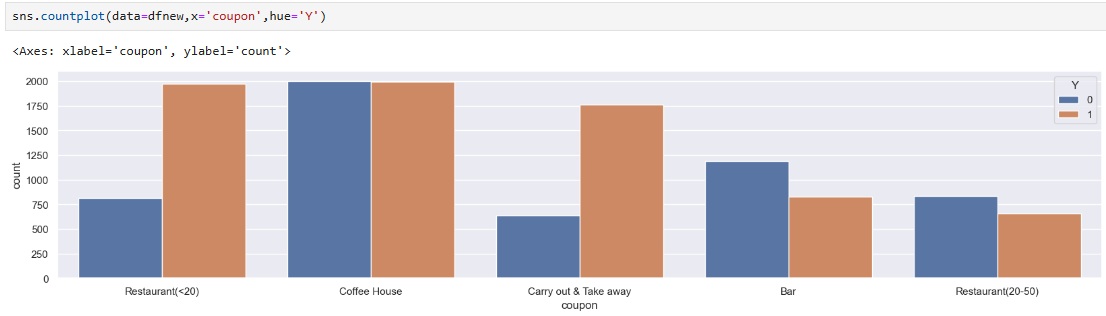 sns.countplot(data=dfnew,x='coupon',hue='Y')
<Axes: xlabel='coupon', ylabel='count'>
Y
0
1
2000
1750
1500
1250
1000
750
500
250
0
count
Restaurant(<20) Coffee House Carry out & Take away Bar Restaurant(20-50)
coupon